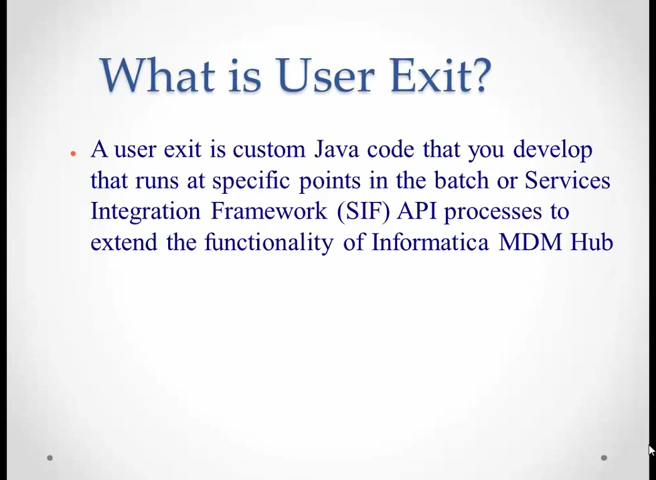 What is User Exit?
• A user exit is custom Java code that you develop
that runs at specific points in the batch or Services
Integration Framework (SIF) API processes to
extend the functionality of Informatica MDM Hub